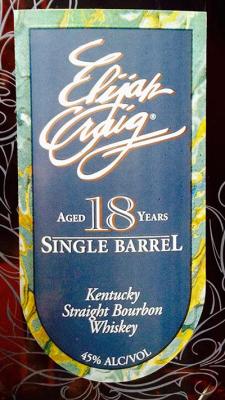 Elijah
Craig®
AGED 18 YEARS
SINGLE BARREL
Kentucky
Straight Bourbon
Whiskey
45% ALC/VOL